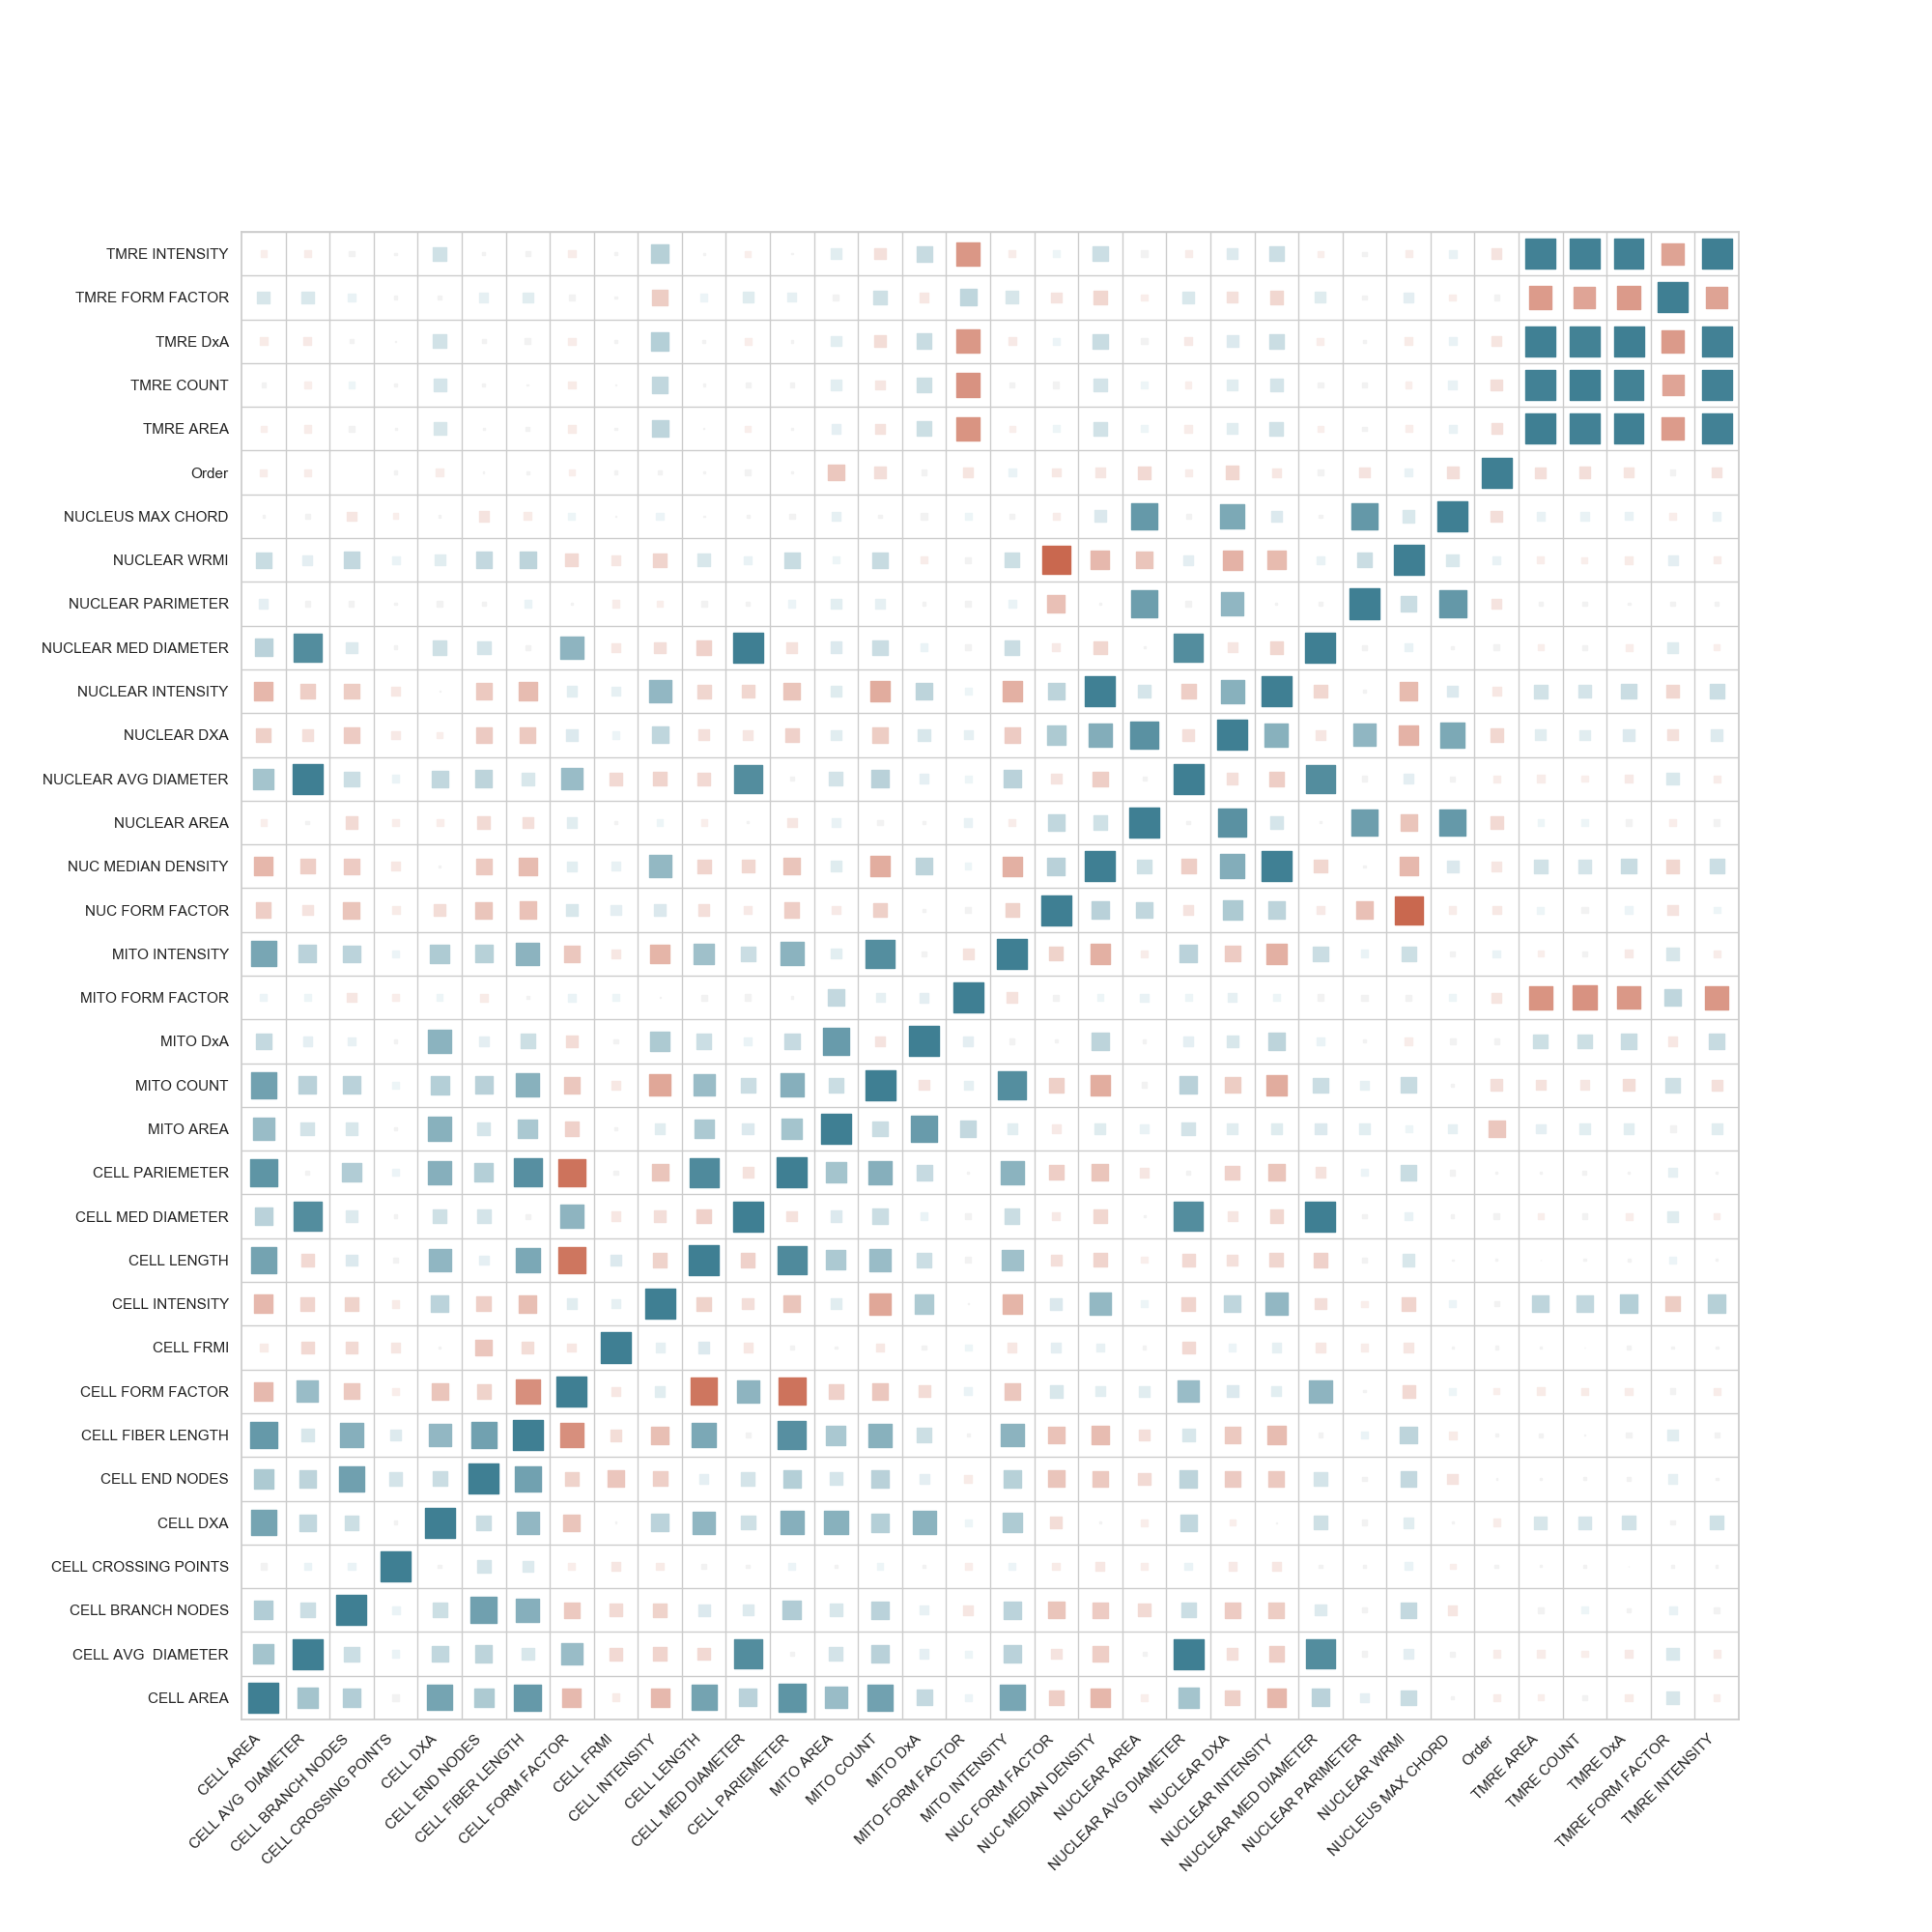 TMRE INTENSITY
TMRE FORM FACTOR
TMRE DxA
TMRE COUNT
TMRE AREA
Order
NUCLEUS MAX CHORD
NUCLEAR WRMI
NUCLEAR PARIMETER
NUCLEAR MED DIAMETER
NUCLEAR INTENSITY
NUCLEAR DXA
NUCLEAR AVG DIAMETER
NUCLEAR AREA
NUC MEDIAN DENSITY
NUC FORM FACTOR
MITO INTENSITY
MITO FORM FACTOR
MITO DxA
MITO COUNT
MITO AREA
CELL PARIEMETER
CELL MED DIAMETER
CELL LENGTH
CELL INTENSITY
CELL FRMI
CELL FORM FACTOR
CELL FIBER LENGTH
CELL END NODES
CELL DXA
CELL CROSSING POINTS
CELL BRANCH NODES
CELL AVG  DIAMETER
CELL AREA
CELL AREA
CELL AVG  DIAMETER
CELL BRANCH NODES
CELL CROSSING POINTS
CELL DXA
CELL END NODES
CELL FIBER LENGTH
CELL FORM FACTOR
CELL FRMI
CELL INTENSITY
CELL LENGTH
CELL MED DIAMETER
CELL PARIEMETER
MITO AREA
MITO COUNT
MITO DxA
MITO FORM FACTOR
MITO INTENSITY
NUC FORM FACTOR
NUC MEDIAN DENSITY
NUCLEAR AREA
NUCLEAR AVG DIAMETER
NUCLEAR DXA
NUCLEAR INTENSITY
NUCLEAR MED DIAMETER
NUCLEAR PARIMETER
NUCLEAR WRMI
NUCLEUS MAX CHORD
Order
TMRE AREA
TMRE COUNT
TMRE DxA
TMRE FORM FACTOR
TMRE INTENSITY